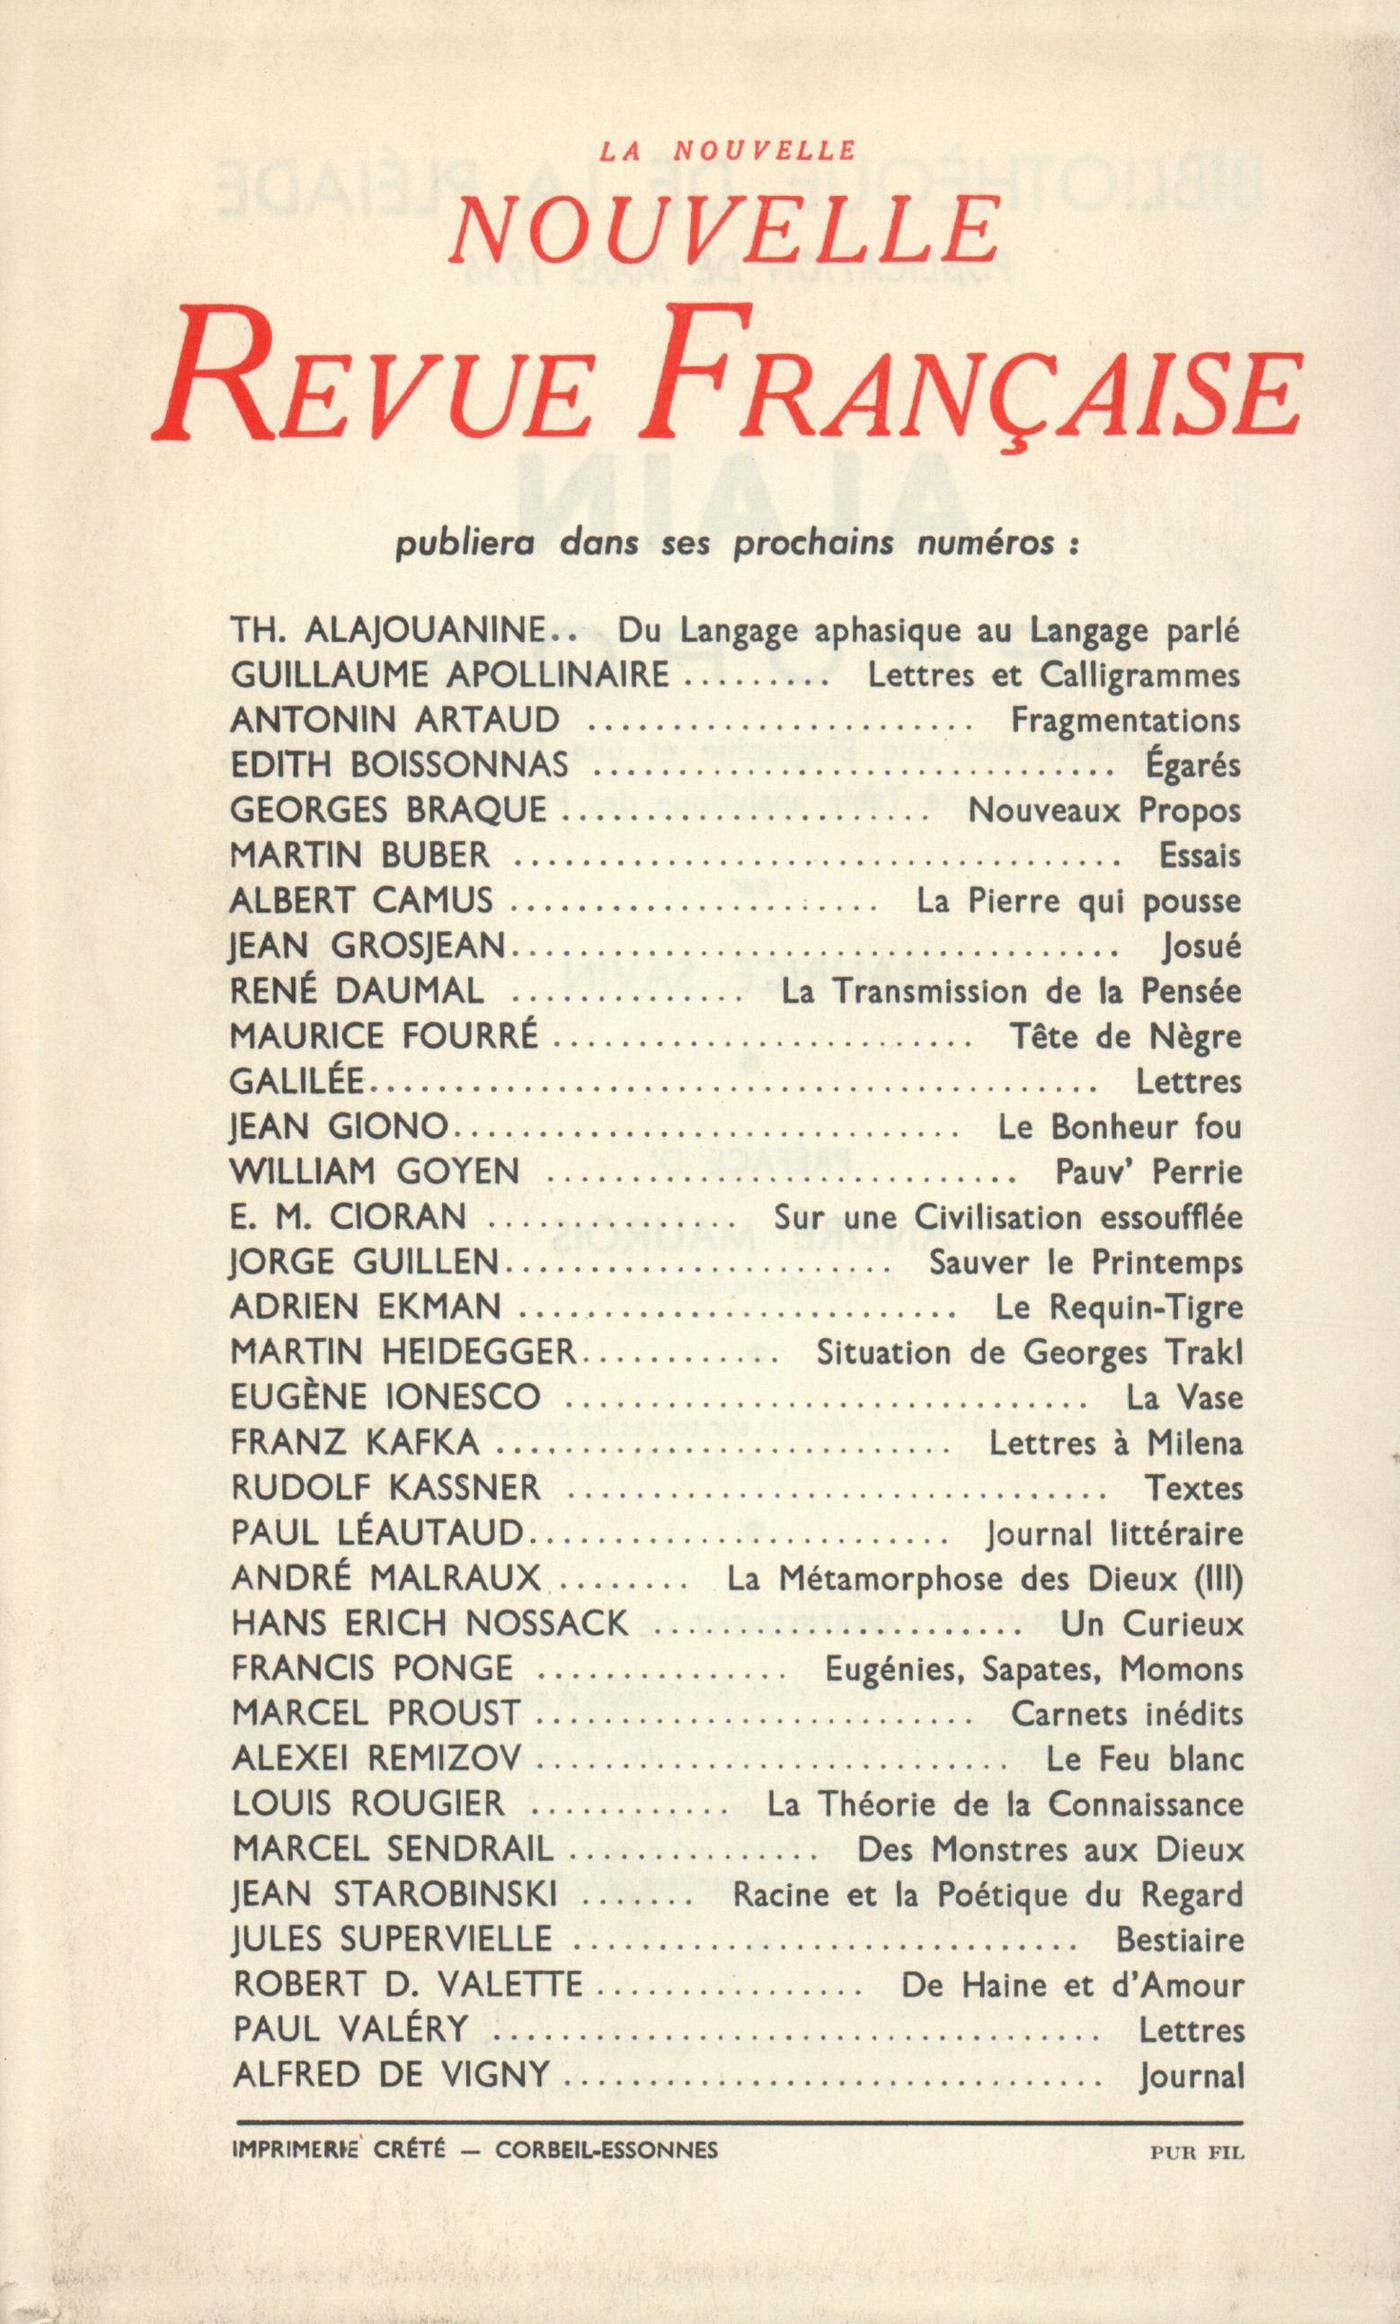 LA NOUVELLE
NOUVELLE
REVUE FRANÇAISE
publiera dans ses prochains numéros :
TH. ALAJOUANINE.. Du Langage aphasique au Langage parlé
GUILLAUME APOLLINAIRE ......... Lettres et Calligrammes
ANTONIN ARTAUD ....................... Fragmentations
EDITH BOISSONNAS ............................... Égarés
GEORGES BRAQUE ...................... Nouveaux Propos
MARTIN BUBER .................................... Essais
ALBERT CAMUS ...................... La Pierre qui pousse
JEAN GROSJEAN.................................... Josué
RENÉ DAUMAL .............. La Transmission de la Pensée
MAURICE FOURRÉ ......................... Tête de Nègre
GALILÉE........................................... Lettres
JEAN GIONO.............................. Le Bonheur fou
WILLIAM GOYEN ............................ Pauv' Perrie
E. M. CIORAN ............... Sur une Civilisation essoufflée
JORGE GUILLEN....................... Sauver le Printemps
ADRIEN EKMAN .......................... Le Requin-Tigre
MARTIN HEIDEGGER............ Situation de Georges Trakl
EUGÈNE IONESCO ............................... La Vase
FRANZ KAFKA ........................... Lettres à Milena
RUDOLF KASSNER ................................ Textes
PAUL LÉAUTAUD......................... Journal littéraire
ANDRÉ MALRAUX ........ La Métamorphose des Dieux (III)
HANS ERICH NOSSACK ...................... Un Curieux
FRANCIS PONGE ............... Eugénies, Sapates, Momons
MARCEL PROUST .......................... Carnets inédits
ALEXEI REMIZOV ............................ Le Feu blanc
LOUIS ROUGIER ............ La Théorie de la Connaissance
MARCEL SENDRAIL ............... Des Monstres aux Dieux
JEAN STAROBINSKI ....... Racine et la Poétique du Regard
JULES SUPERVIELLE .............................. Bestiaire
ROBERT D. VALETTE ................ De Haine et d'Amour
PAUL VALÉRY .................................... Lettres
ALFRED DE VIGNY ................................ Journal
IMPRIMERIE CRÉTÉ — CORBEIL-ESSONNES PUR FIL